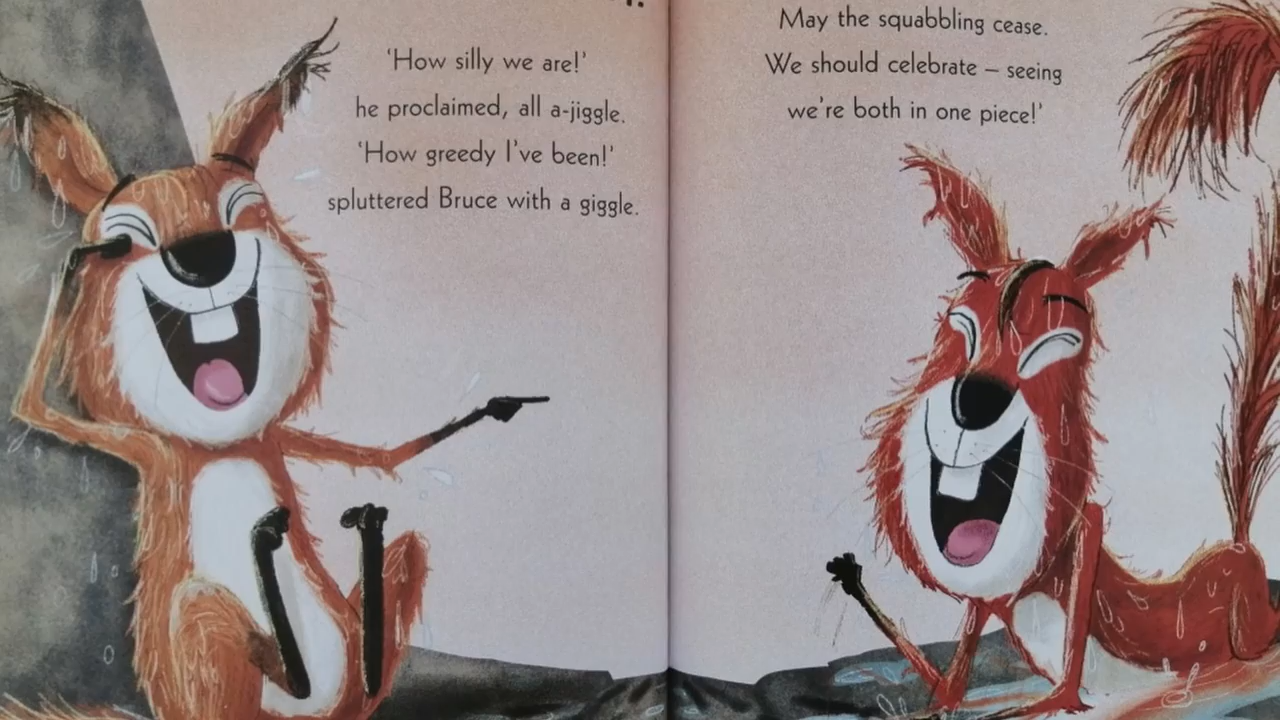 ‘How silly we are!’
he proclaimed, all a-jiggle.
‘How greedy I’ve been!’
spluttered Bruce with a giggle.
May the squabbling cease.
We should celebrate – seeing
we’re both in one piece!’